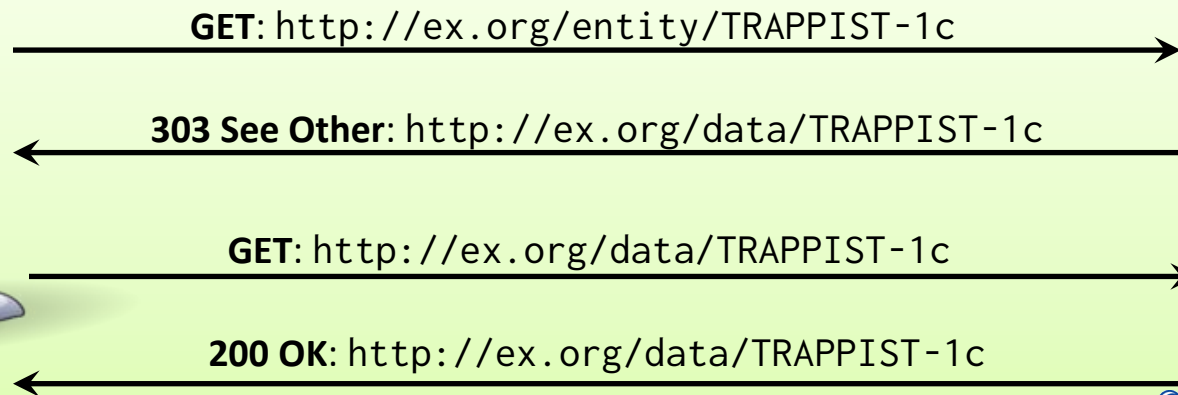 GET: http://ex.org/entity/TRAPPIST-1c
303 See Other: http://ex.org/data/TRAPPIST-1c
GET: http://ex.org/data/TRAPPIST-1c
200 OK: http://ex.org/data/TRAPPIST-1c